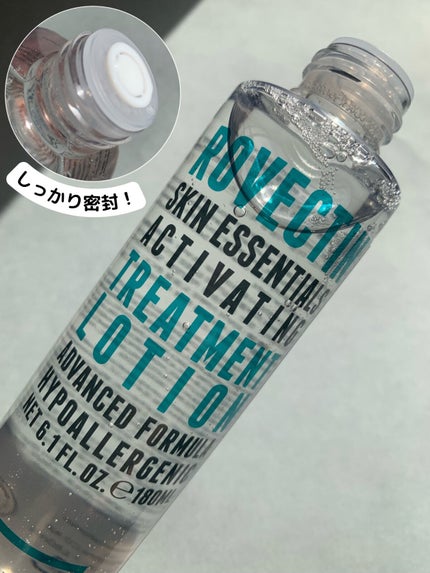 しっかり密封!
ROVECTIN
SKIN ESSENTIALS
ACTIVATING
TREATMENT
LOTION
ADVANCED FORMULA
HYPOALLERGENIC
NET 6.1 FL. OZ. ℮180ML